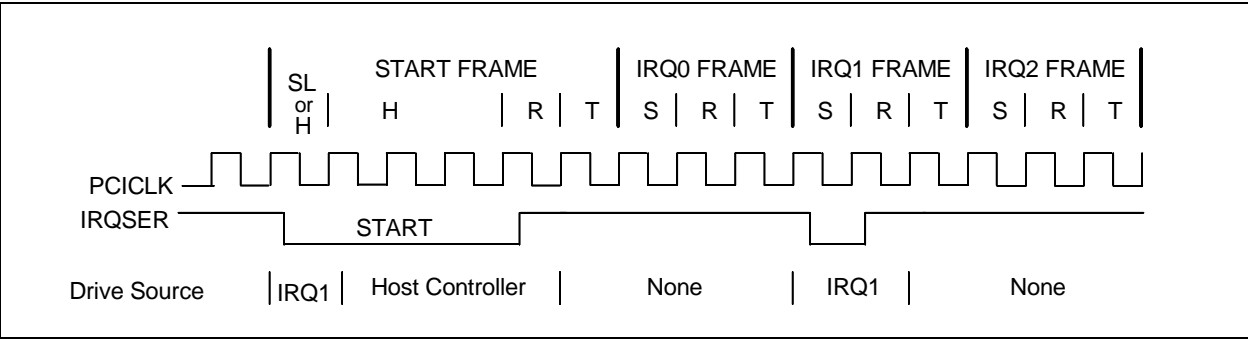 START FRAME IRQ0 FRAME IRQ1 FRAME IRQ2 FRAME
SL
or
H
H R T S R T S R T S R T
PCICLK
IRQSER
START
Drive Source IRQ1 Host Controller None IRQ1 None